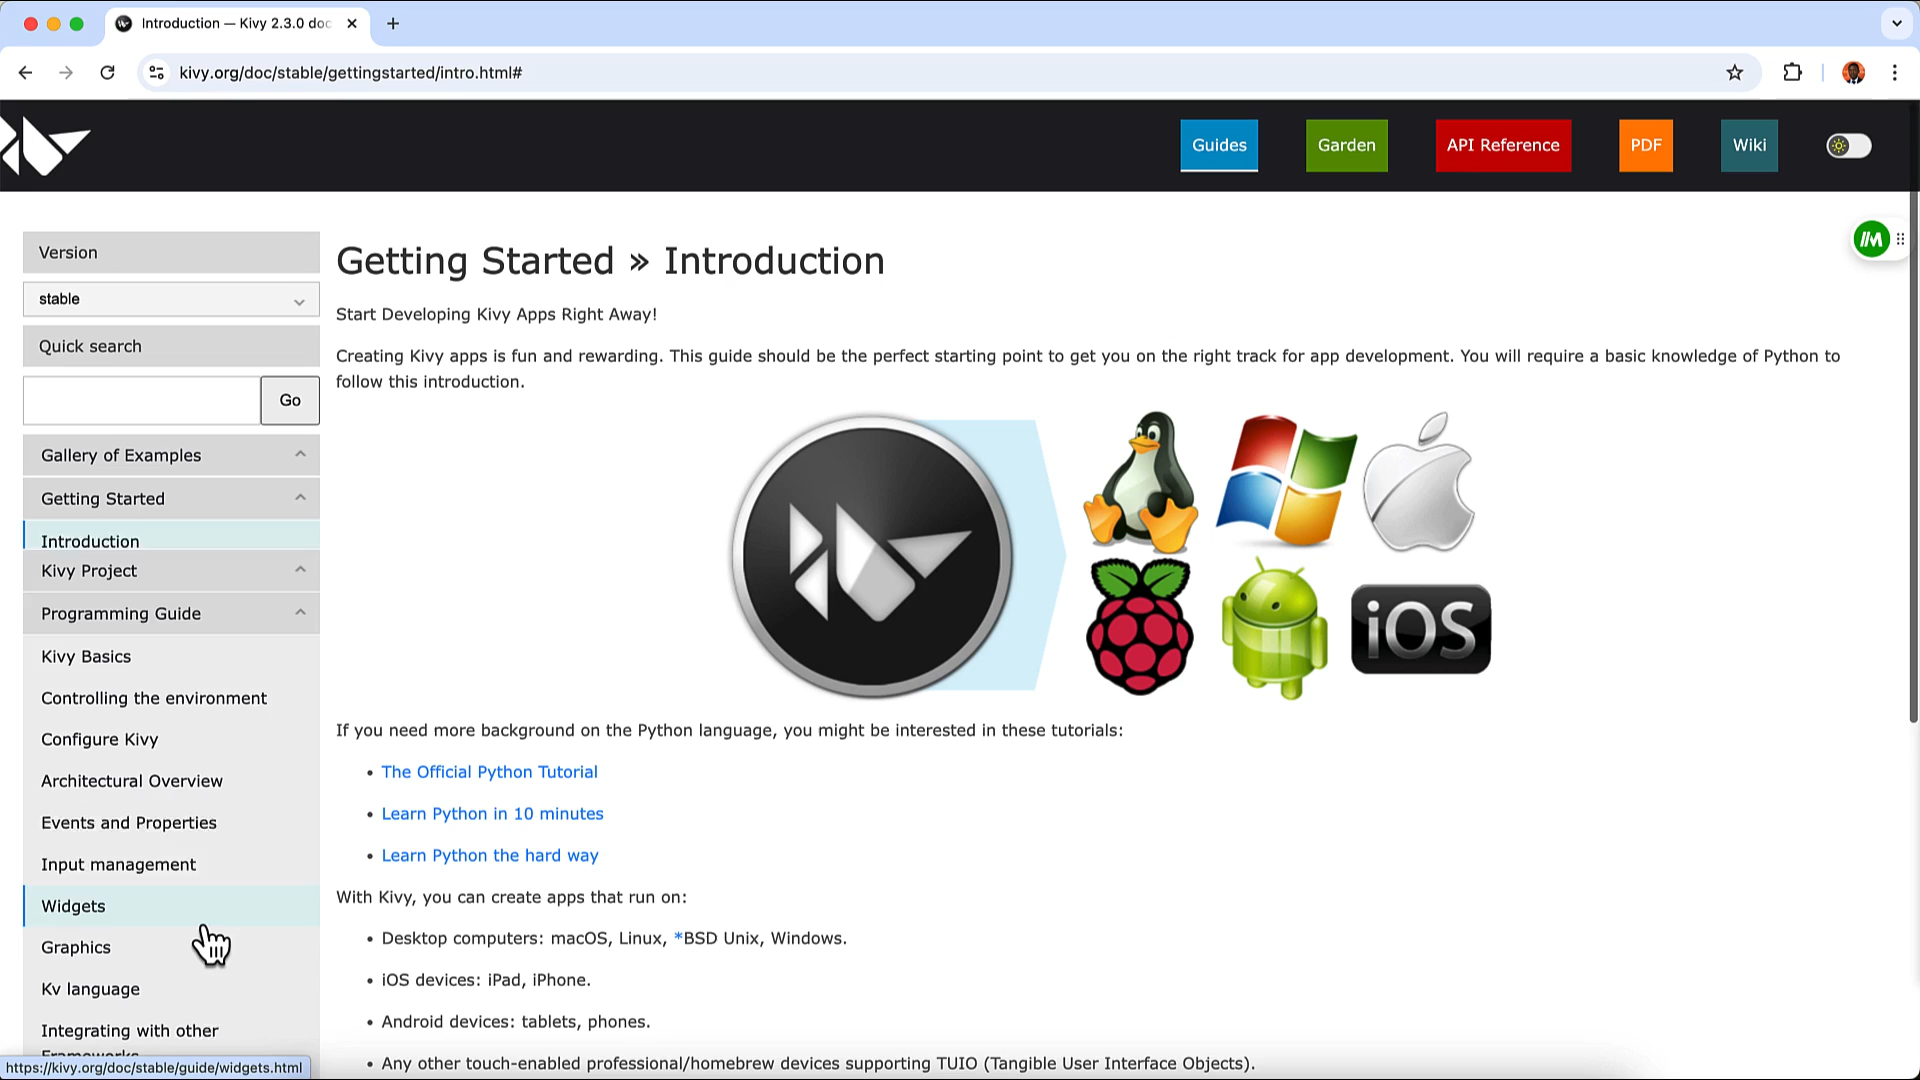 Introduction — Kivy 2.3.0 doc
kivy.org/doc/stable/gettingstarted/intro.html#
Guides
Garden
API Reference
PDF
Wiki
Version
stable
Quick search
Go
Gallery of Examples
Getting Started
Introduction
Kivy Project
Programming Guide
Kivy Basics
Controlling the environment
Configure Kivy
Architectural Overview
Events and Properties
Input management
Widgets
Graphics
Kv language
Integrating with other
Frameworks
https://kivy.org/doc/stable/guide/widgets.html
Getting Started » Introduction
Start Developing Kivy Apps Right Away!
Creating Kivy apps is fun and rewarding. This guide should be the perfect starting point to get you on the right track for app development. You will require a basic knowledge of Python to
follow this introduction.
iOS
If you need more background on the Python language, you might be interested in these tutorials:
• The Official Python Tutorial
• Learn Python in 10 minutes
• Learn Python the hard way
With Kivy, you can create apps that run on:
• Desktop computers: macOS, Linux, *BSD Unix, Windows.
• iOS devices: iPad, iPhone.
• Android devices: tablets, phones.
• Any other touch-enabled professional/homebrew devices supporting TUIO (Tangible User Interface Objects).